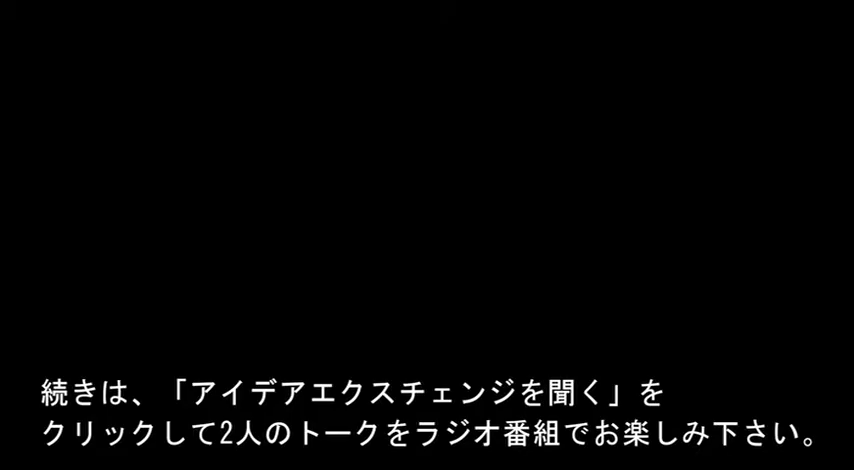 続きは、「アイデアエクスチェンジを聞く」を
クリックして2人のトークをラジオ番組でお楽しみ下さい。